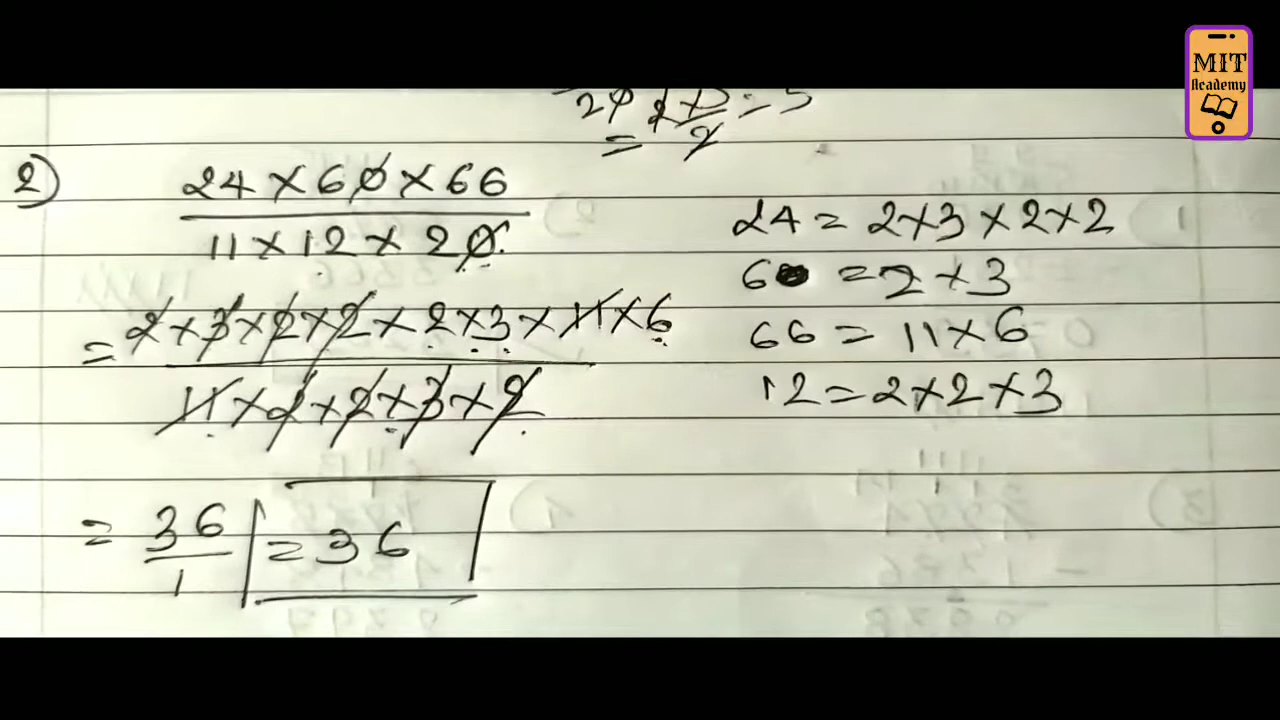 MIT
Academy
2)
24 × 60 × 66
11 × 12 × 20
= 2 × 3 × 2 × 2 × 2 × 3 × 11 × 6
11 × 2 × 2 × 3 × 2
= 36
1
= 36
24 = 2 × 3 × 2 × 2
6 = 2 × 3
66 = 11 × 6
12 = 2 × 2 × 3